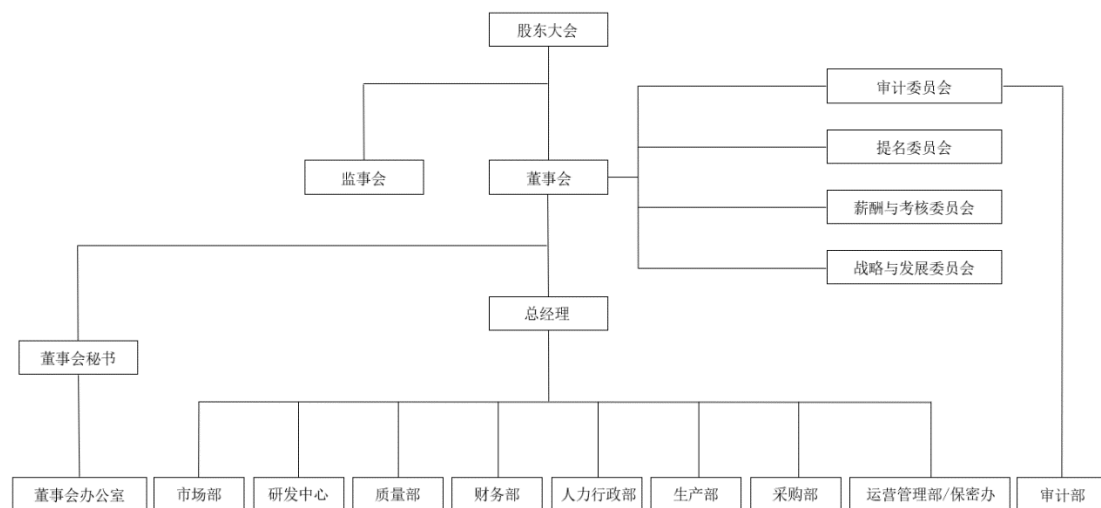 股东大会
审计委员会
提名委员会
监事会
董事会
薪酬与考核委员会
战略与发展委员会
总经理
董事会秘书
董事会办公室
市场部
研发中心
质量部
财务部
人力行政部
生产部
采购部
运营管理部/保密办
审计部